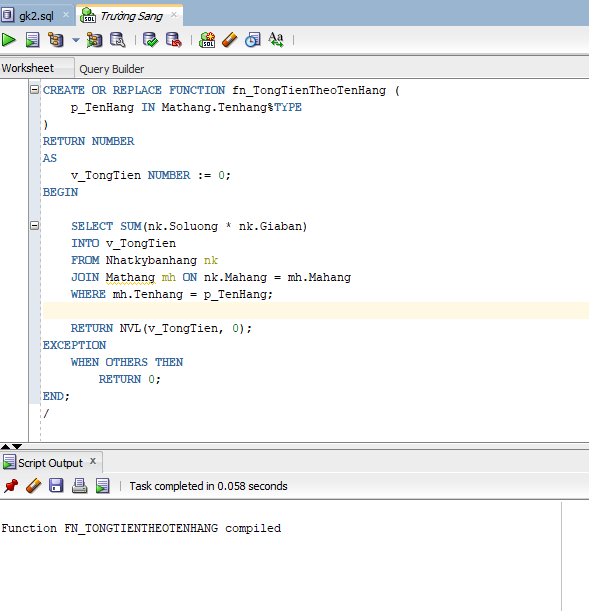 gk2.sql
Trường Sang
SQL
Aa
Worksheet
Query Builder
CREATE OR REPLACE FUNCTION fn_TongTienTheoTenHang (
p_TenHang IN Mathang.Tenhang%TYPE
)
RETURN NUMBER
AS
v_TongTien NUMBER := 0;
BEGIN
SELECT SUM(nk.Soluong * nk.Giaban)
INTO v_TongTien
FROM Nhatkybanhang nk
JOIN Mathang mh ON nk.Mahang = mh.Mahang
WHERE mh.Tenhang = p_TenHang;
RETURN NVL(v_TongTien, 0);
EXCEPTION
WHEN OTHERS THEN
RETURN 0;
END;
/
Script Output
Task completed in 0.058 seconds
Function FN_TONGTIENTHEOTENHANG compiled